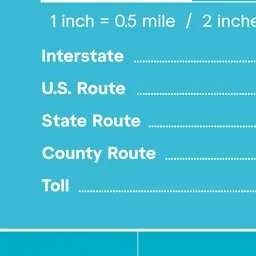 1 inch = 0.5 mile / 2 inche
Interstate
U.S. Route
State Route
County Route
Toll